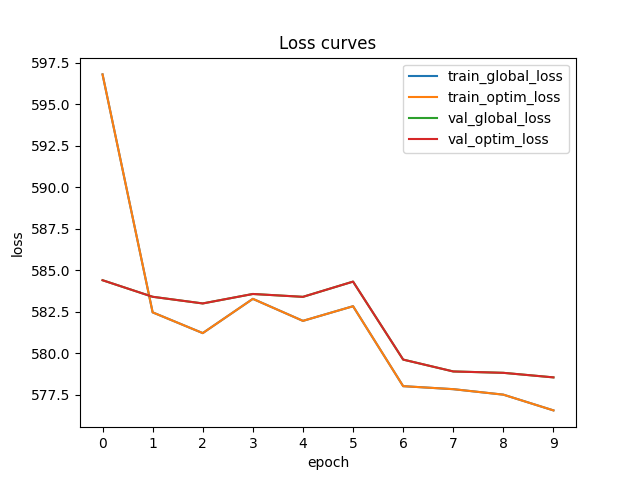 Loss curves
597.5
595.0
592.5
590.0
587.5
585.0
582.5
580.0
577.5
loss
train_global_loss
train_optim_loss
val_global_loss
val_optim_loss
0 1 2 3 4 5 6 7 8 9
epoch